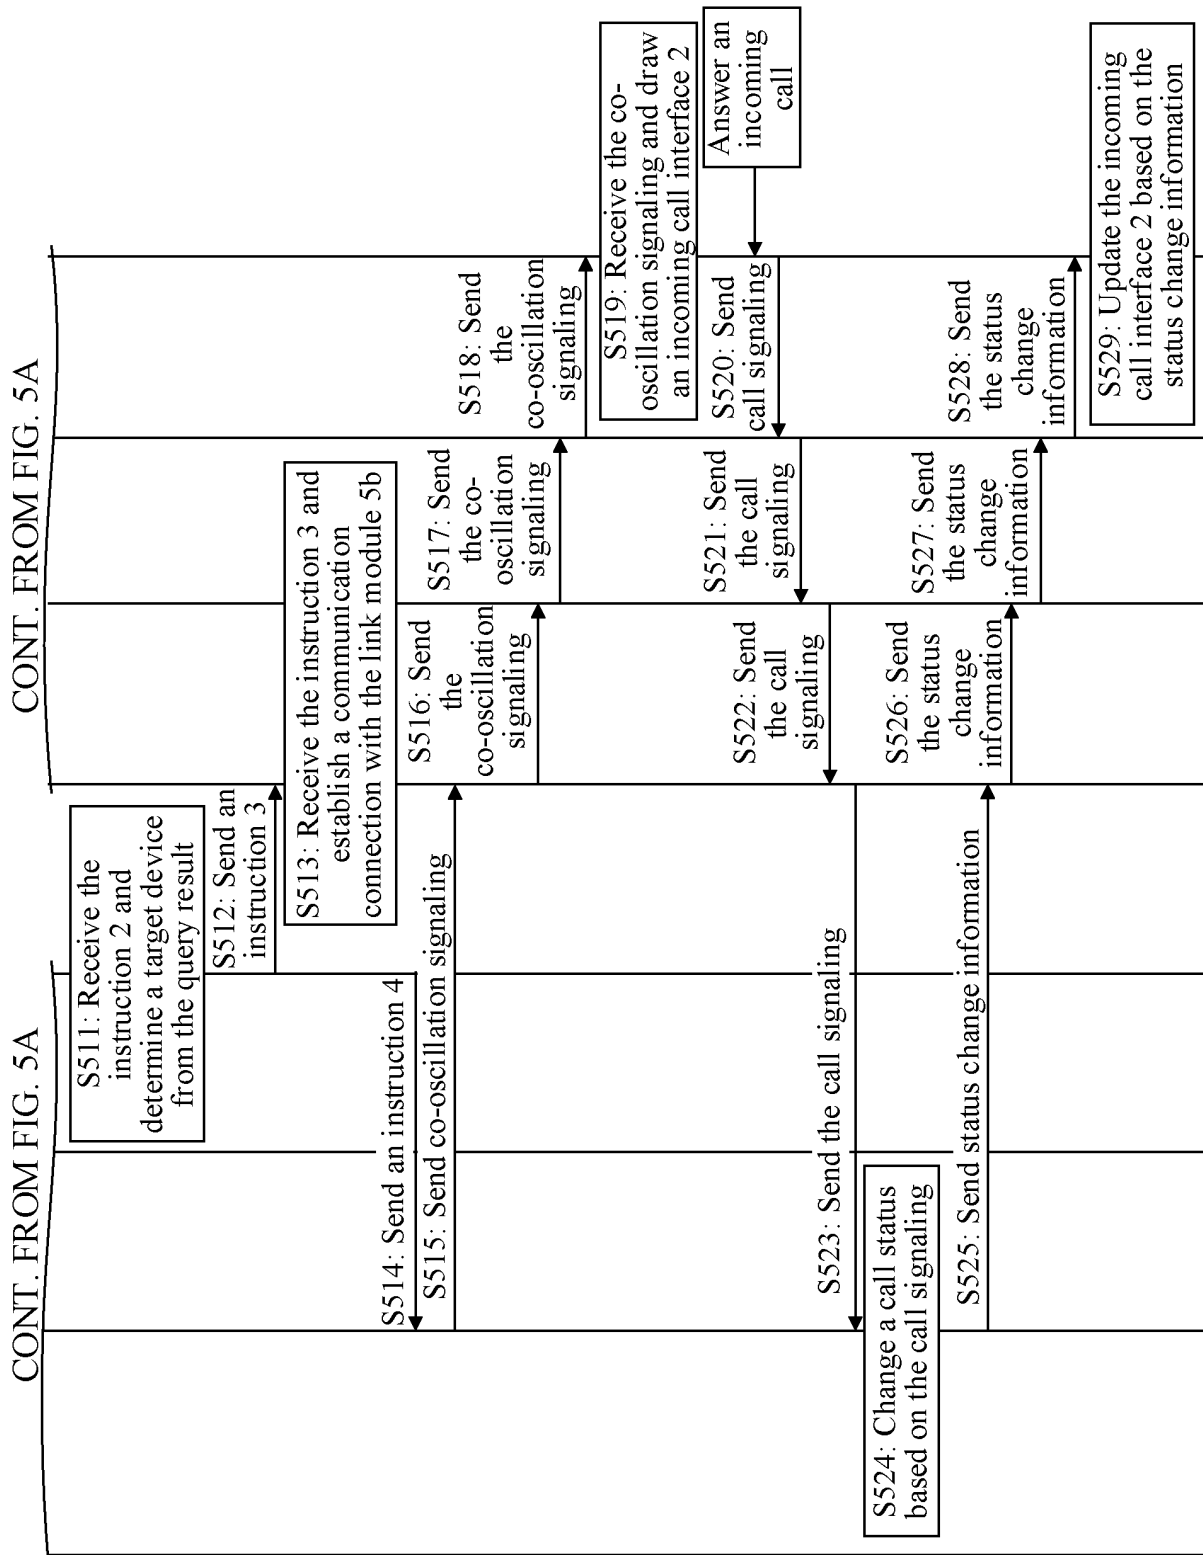 CONT. FROM FIG. 5A
CONT. FROM FIG. 5A
S511: Receive the
instruction 2 and
determine a target device
from the query result
S512: Send an
instruction 3
S513: Receive the instruction 3 and
establish a communication
connection with the link module 5b
S514: Send an instruction 4
S515: Send co-oscillation signaling
S516: Send
the
co-oscillation
signaling
S517: Send
the co-
oscillation
signaling
S518: Send
the
co-oscillation
signaling
S519: Receive the co-
oscillation signaling and draw
an incoming call interface 2
Answer an
incoming
call
S520: Send
call signaling
S521: Send
the call
signaling
S522: Send
the call
signaling
S523: Send the call signaling
S524: Change a call status
based on the call signaling
S525: Send status change information
S526: Send
the status
change
information
S527: Send
the status
change
information
S528: Send
the status
change
information
S529: Update the incoming
call interface 2 based on the
status change information